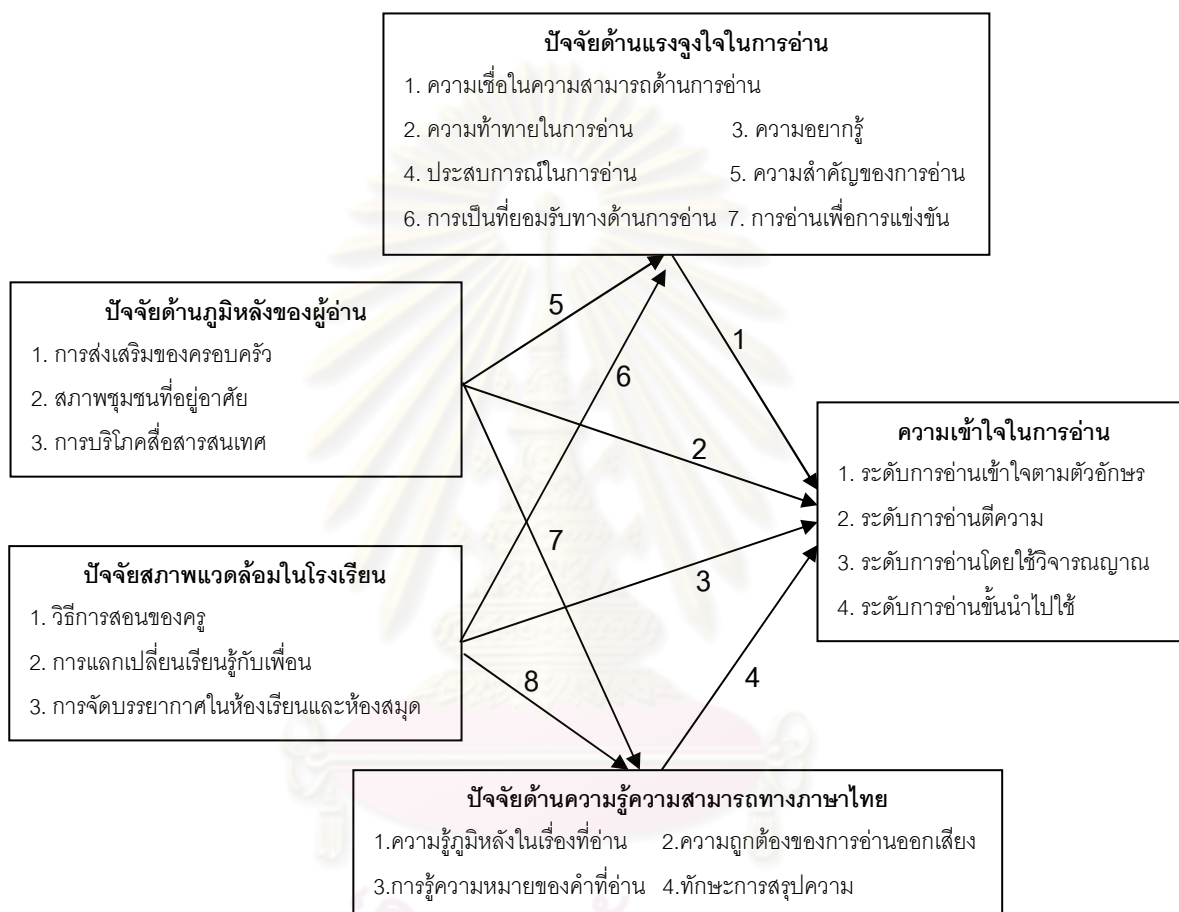 ปัจจัยด้านแรงจูงใจในการอ่าน
1. ความเชื่อในความสามารถด้านการอ่าน
2. ความท้าทายในการอ่าน 3. ความอยากรู้
4. ประสบการณ์ในการอ่าน 5. ความสำคัญของการอ่าน
6. การเป็นที่ยอมรับทางด้านการอ่าน 7. การอ่านเพื่อการแข่งขัน
ปัจจัยด้านภูมิหลังของผู้อ่าน
1. การส่งเสริมของครอบครัว
2. สภาพชุมชนที่อยู่อาศัย
3. การบริโภคสื่อสารสนเทศ
5
1
6
2
ความเข้าใจในการอ่าน
1. ระดับการอ่านเข้าใจตามตัวอักษร
2. ระดับการอ่านตีความ
3. ระดับการอ่านโดยใช้วิจารณญาณ
4. ระดับการอ่านขั้นนำไปใช้
7
3
ปัจจัยสภาพแวดล้อมในโรงเรียน
1. วิธีการสอนของครู
2. การแลกเปลี่ยนเรียนรู้กับเพื่อน
3. การจัดบรรยากาศในห้องเรียนและห้องสมุด
8
4
ปัจจัยด้านความรู้ความสามารถทางภาษาไทย
1.ความรู้ภูมิหลังในเรื่องที่อ่าน 2.ความถูกต้องของการอ่านออกเสียง
3.การรู้ความหมายของคำที่อ่าน 4.ทักษะการสรุปความ